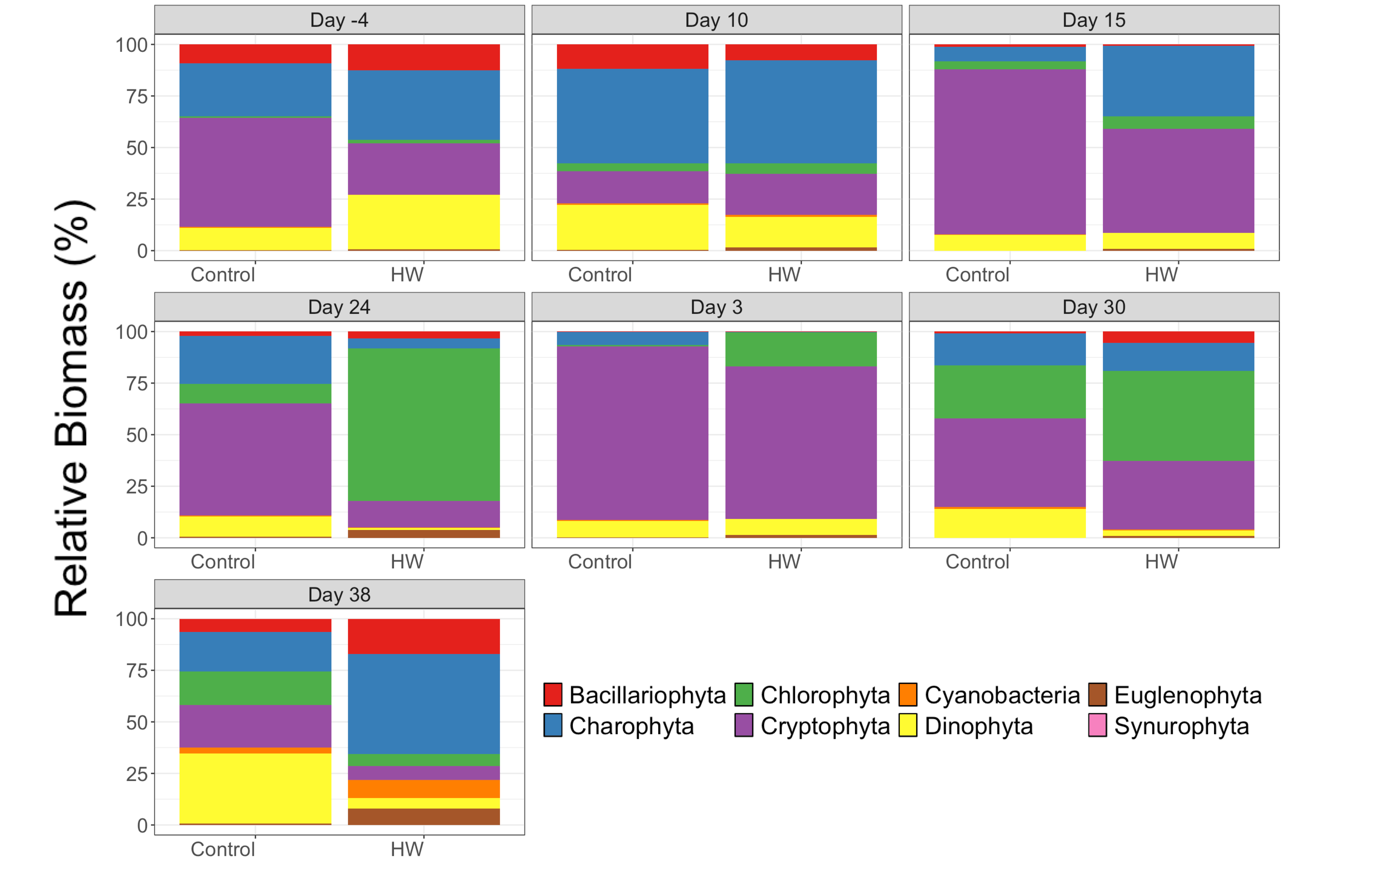 Day -4
Day 10
Day 15
100
75
50
25
0
Control
HW
Control
HW
Control
HW
Day 24
Day 3
Day 30
100
75
50
25
0
Control
HW
Control
HW
Control
HW
Day 38
100
75
50
25
0
Control
HW
Relative Biomass (%)
Bacillariophyta
Chlorophyta
Cyanobacteria
Euglenophyta
Charophyta
Cryptophyta
Dinophyta
Synurophyta